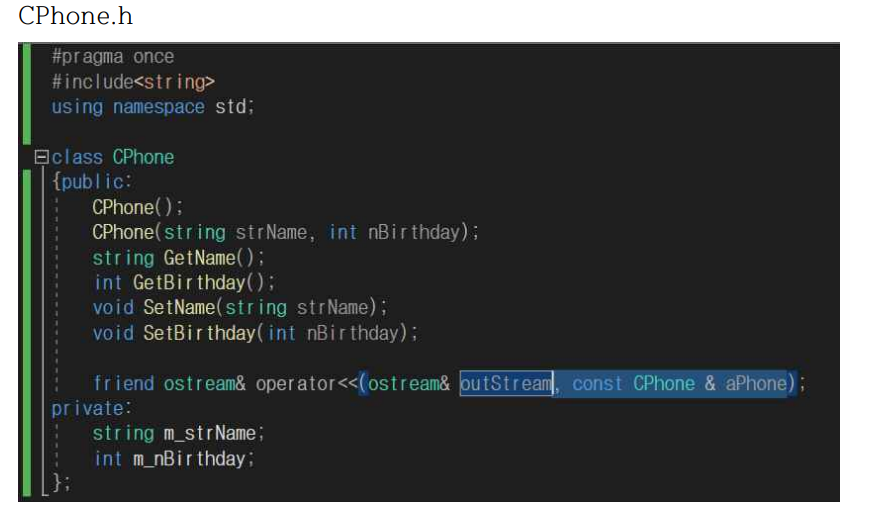 CPhone.h
#pragma once
#include<string>
using namespace std;
class CPhone
{public:
CPhone();
CPhone(string strName, int nBirthday);
string GetName();
int GetBirthday();
void SetName(string strName);
void SetBirthday(int nBirthday);
friend ostream& operator<<(ostream& outStream, const CPhone & aPhone);
private:
string m_strName;
int m_nBirthday;
};